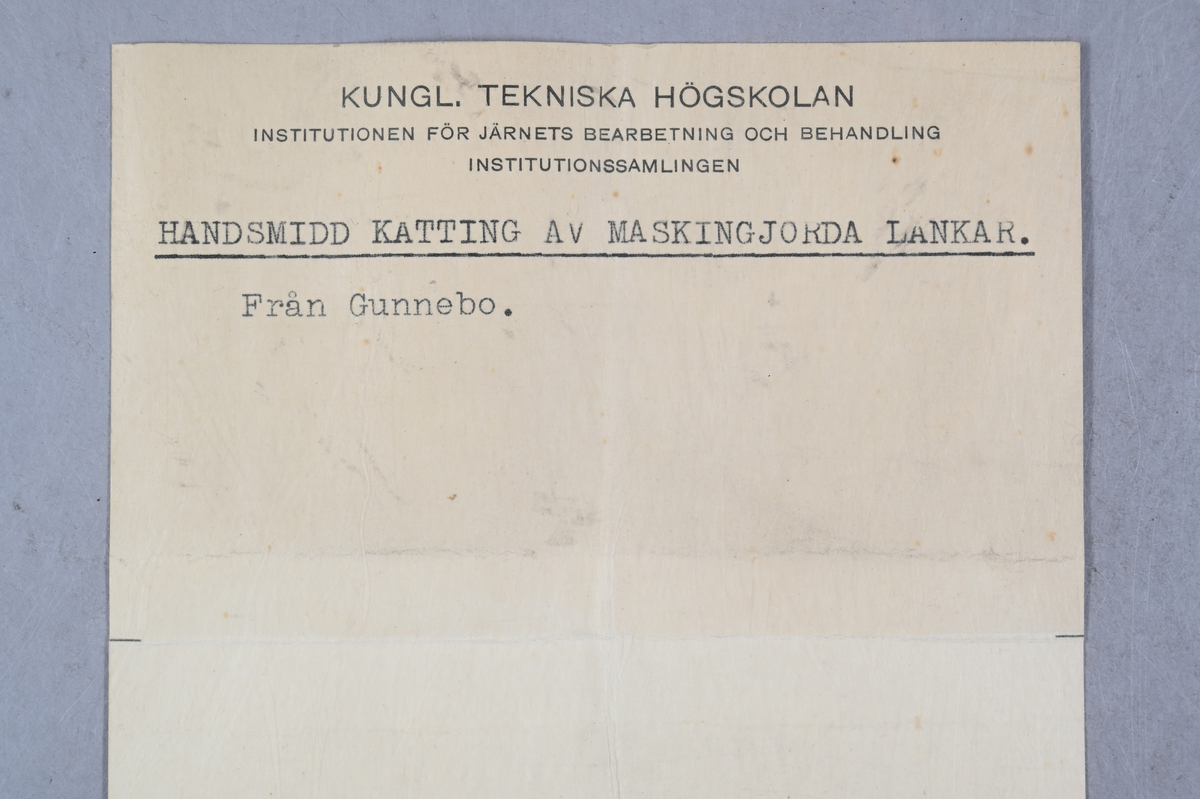 KUNGL. TEKNISKA HÖGSKOLAN
INSTITUTIONEN FÖR JÄRNETS BEARBETNING OCH BEHANDLING
INSTITUTIONSSAMLINGEN
HANDSMIDD KATTING AV MASKINGJORDA LANKAR.
Från Gunnebo.